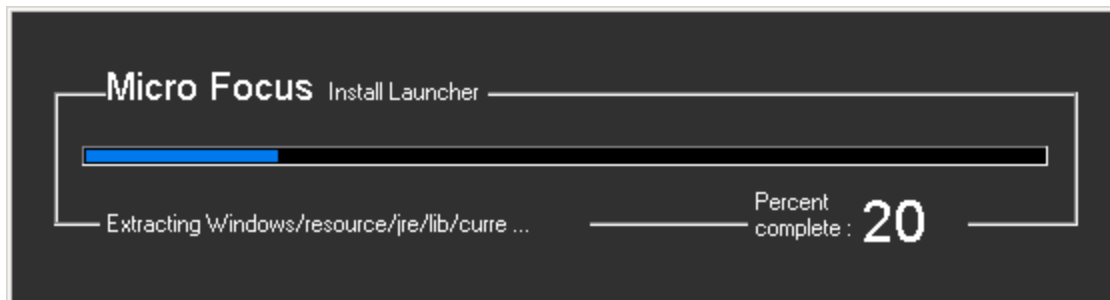 Micro Focus Install Launcher
Extracting Windows/resource/jre/lib/curre ...
Percent
complete : 20